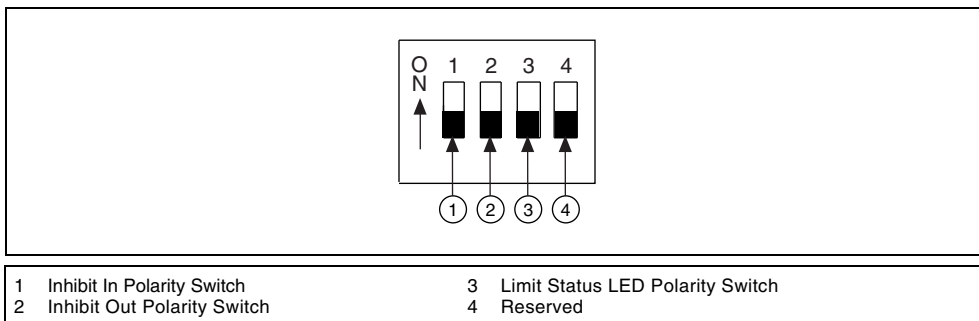 O
N
1 2 3 4
1 2 3 4
1 Inhibit In Polarity Switch
2 Inhibit Out Polarity Switch
3 Limit Status LED Polarity Switch
4 Reserved